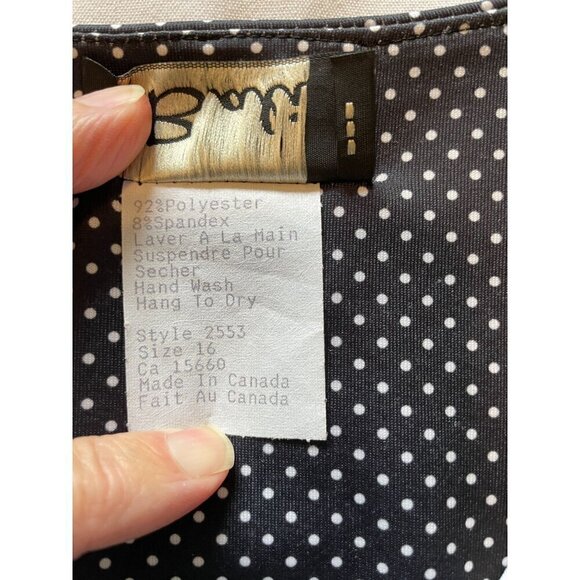 92%Polyester
8%Spandex
Laver A La Main
Suspendre Pour
Secher
Hand Wash
Hang To Dry
Style 2553
Size 16
Ca 15660
Made In Canada
Fait Au Canada